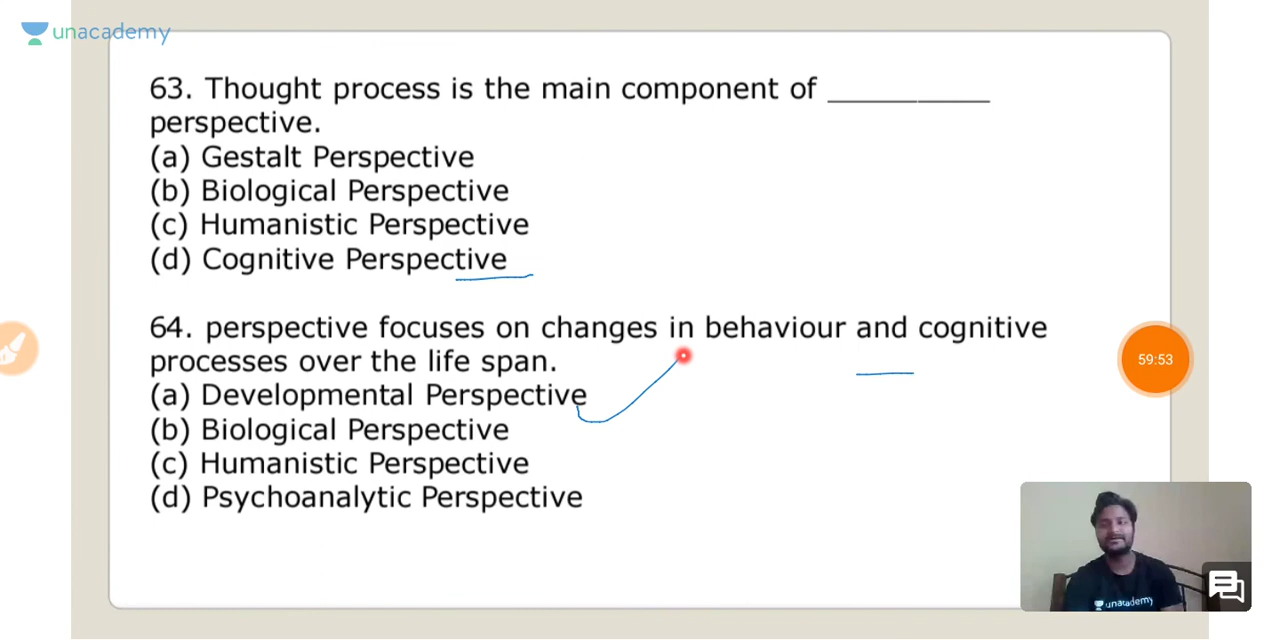 unacademy
63. Thought process is the main component of __________
perspective.
(a) Gestalt Perspective
(b) Biological Perspective
(c) Humanistic Perspective
(d) Cognitive Perspective
64. perspective focuses on changes in behaviour and cognitive
processes over the life span.
(a) Developmental Perspective
(b) Biological Perspective
(c) Humanistic Perspective
(d) Psychoanalytic Perspective
59:53
unacademy